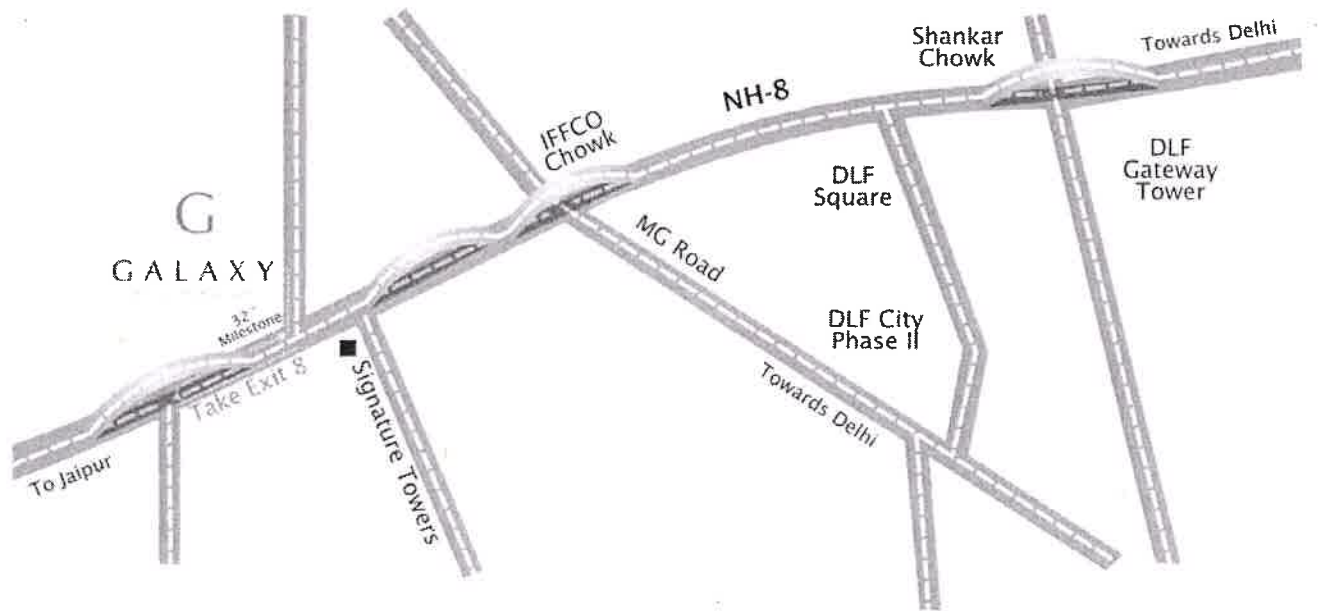 Shankar
Chowk
Towards Delhi
NH-8
IFFCO
Chowk
DLF
Square
DLF
Gateway
Tower
G
GALAXY
MG Road
32
Milestone
DLF City
Phase II
Take Exit 8
Signature Towers
Towards Delhi
To Jaipur